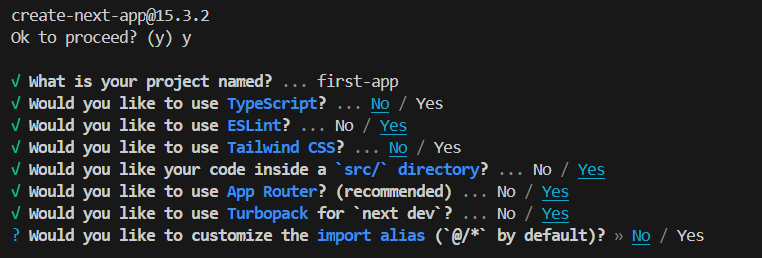 create-next-app@15.3.2
Ok to proceed? (y) y
√ What is your project named? ... first-app
√ Would you like to use TypeScript? ... No / Yes
√ Would you like to use ESLint? ... No / Yes
√ Would you like to use Tailwind CSS? ... No / Yes
√ Would you like your code inside a `src/` directory? ... No / Yes
√ Would you like to use App Router? (recommended) ... No / Yes
√ Would you like to use Turbopack for `next dev`? ... No / Yes
? Would you like to customize the import alias (`@/*` by default)? » No / Yes